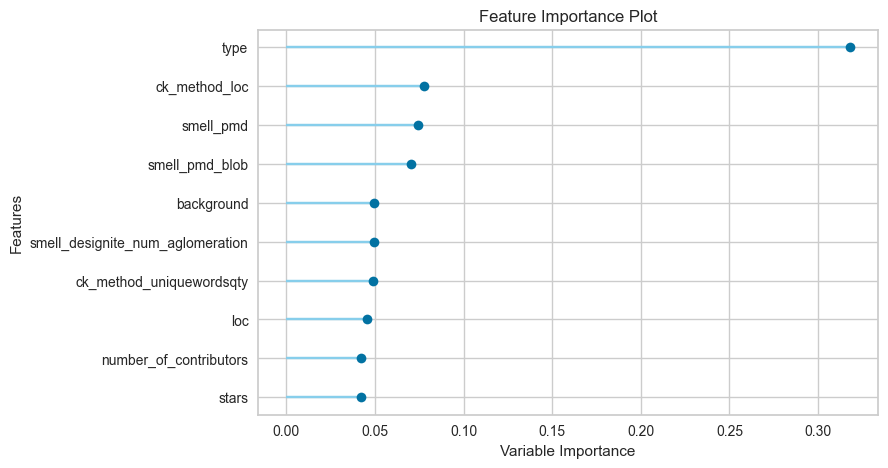 Feature Importance Plot
type
ck_method_loc
smell_pmd
smell_pmd_blob
background
smell_designite_num_aglomeration
ck_method_uniquewordsqty
loc
number_of_contributors
stars
Features
0.00 0.05 0.10 0.15 0.20 0.25 0.30
Variable Importance